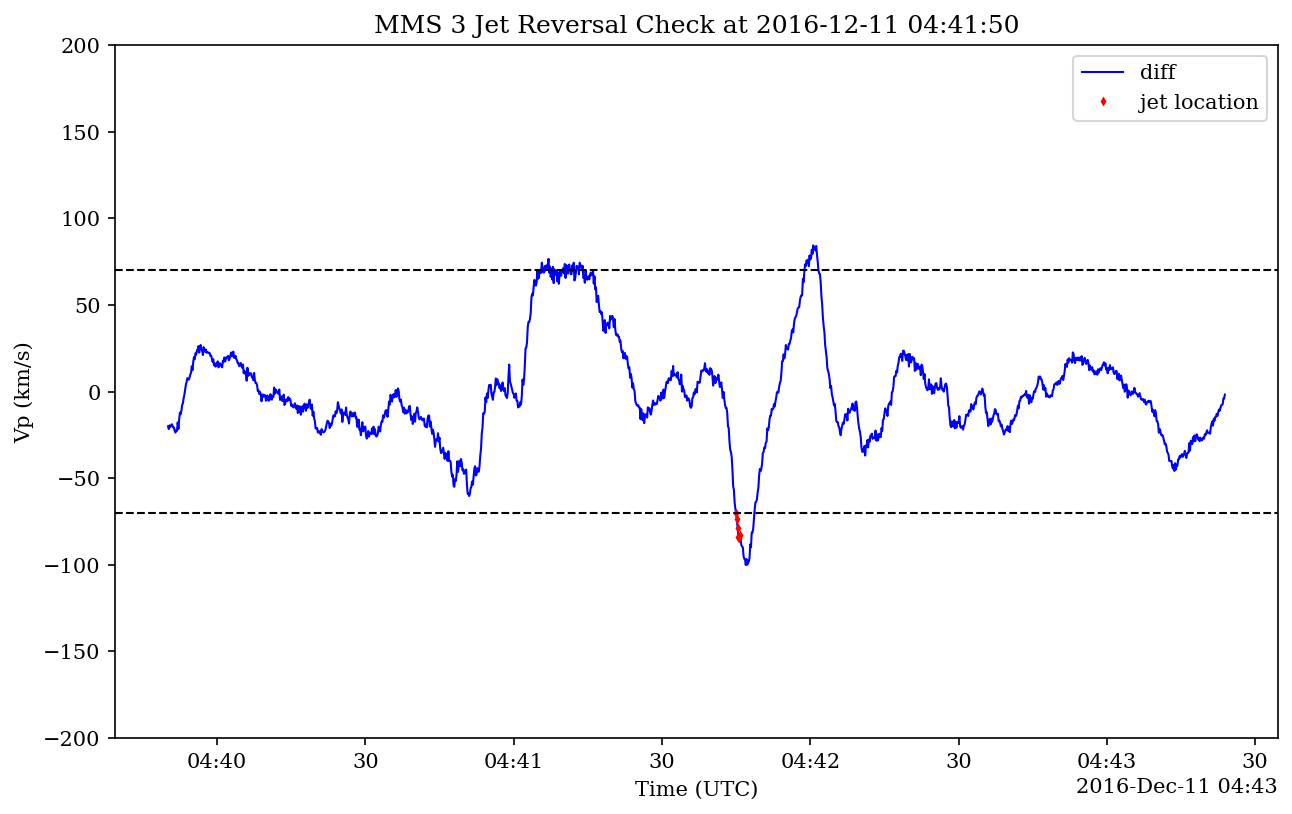 MMS 3 Jet Reversal Check at 2016-12-11 04:41:50
diff
jet location
200
150
100
50
0
−50
−100
−150
−200
Vp (km/s)
04:40 30 04:41 30 04:42 30 04:43 30
Time (UTC)
2016-Dec-11 04:43